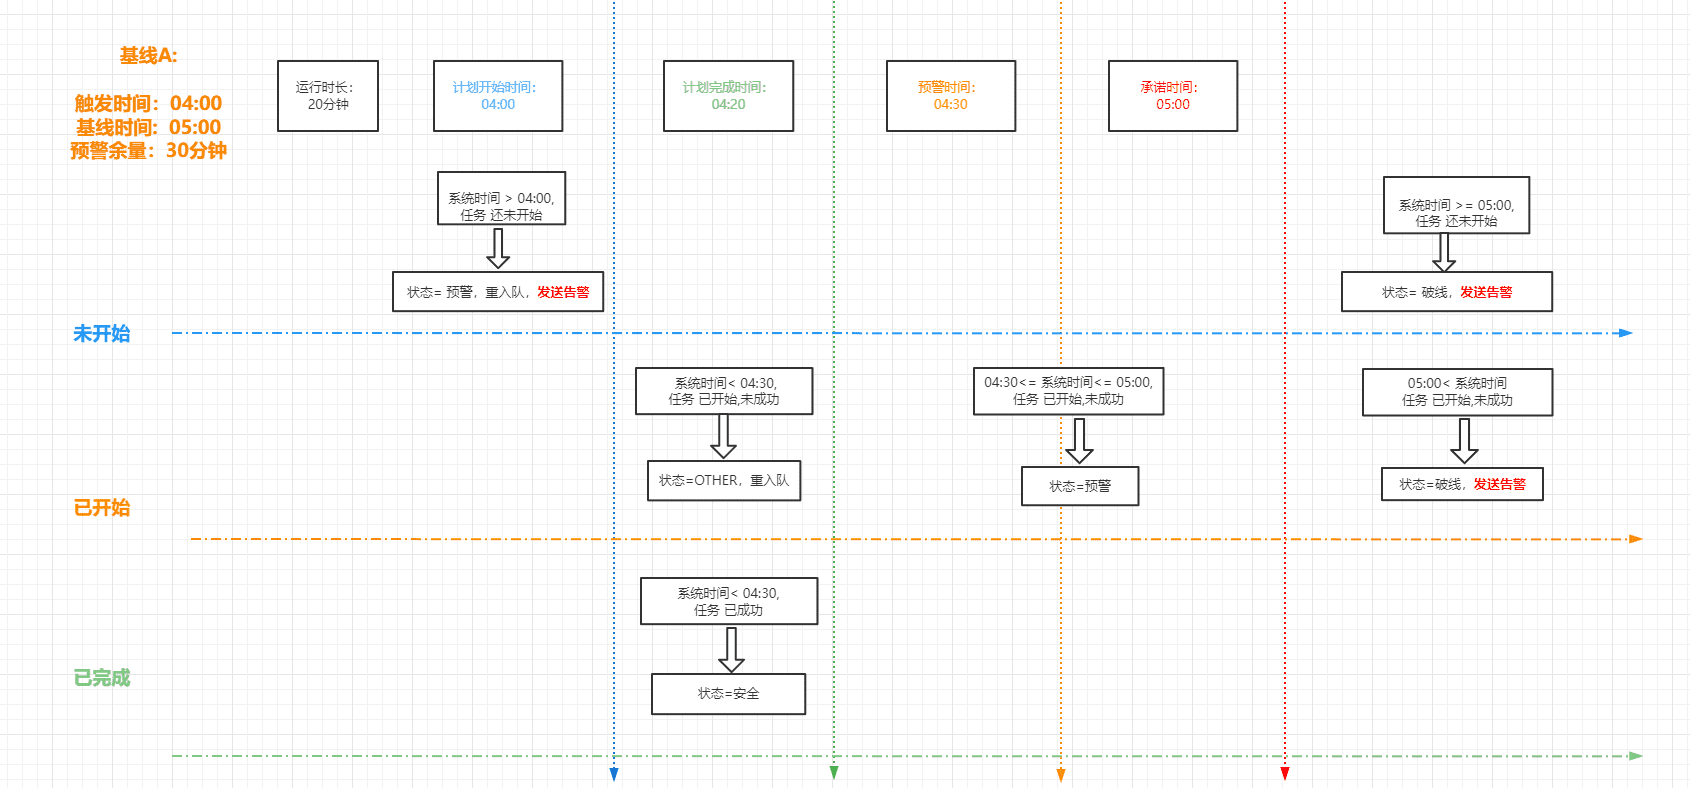 基线A:
触发时间：04:00
基线时间：05:00
预警余量：30分钟
运行时长：
20分钟
计划开始时间：
04:00
计划完成时间：
04:20
预警时间：
04:30
承诺时间：
05:00
系统时间 > 04:00,
任务 还未开始
状态= 预警，重入队，发送告警
系统时间 >= 05:00,
任务 还未开始
状态= 破线，发送告警
未开始
系统时间< 04:30,
任务 已开始,未成功
状态=OTHER，重入队
04:30<= 系统时间<= 05:00,
任务 已开始,未成功
状态=预警
05:00< 系统时间
任务 已开始,未成功
状态=破线，发送告警
已开始
系统时间< 04:30,
任务 已成功
状态=安全
已完成